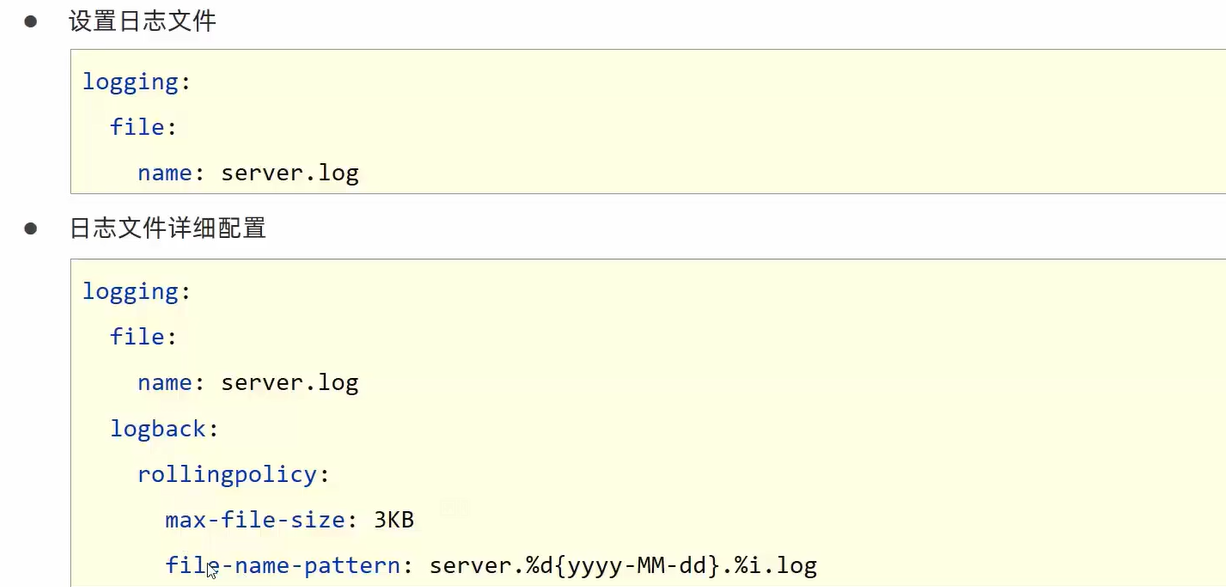 ● 设置日志文件
logging:
  file:
    name: server.log
● 日志文件详细配置
logging:
  file:
    name: server.log
  logback:
    rollingpolicy:
      max-file-size: 3KB
      file-name-pattern: server.%d{yyyy-MM-dd}.%i.log